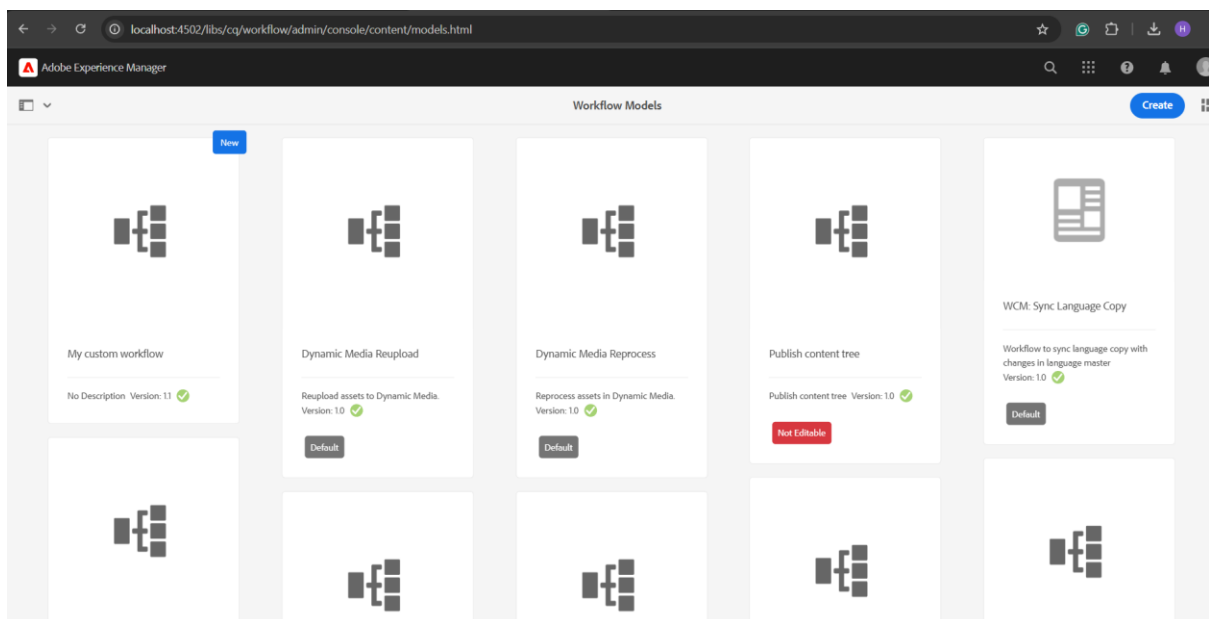 localhost:4502/libs/cq/workflow/admin/console/content/models.html
H
Adobe Experience Manager
Workflow Models
Create
New
My custom workflow
No Description Version: 1.1
Dynamic Media Reupload
Reupload assets to Dynamic Media.
Version: 1.0
Default
Dynamic Media Reprocess
Reprocess assets in Dynamic Media.
Version: 1.0
Default
Publish content tree
Publish content tree Version: 1.0
Not Editable
WCM: Sync Language Copy
Workflow to sync language copy with
changes in language master
Version: 1.0
Default